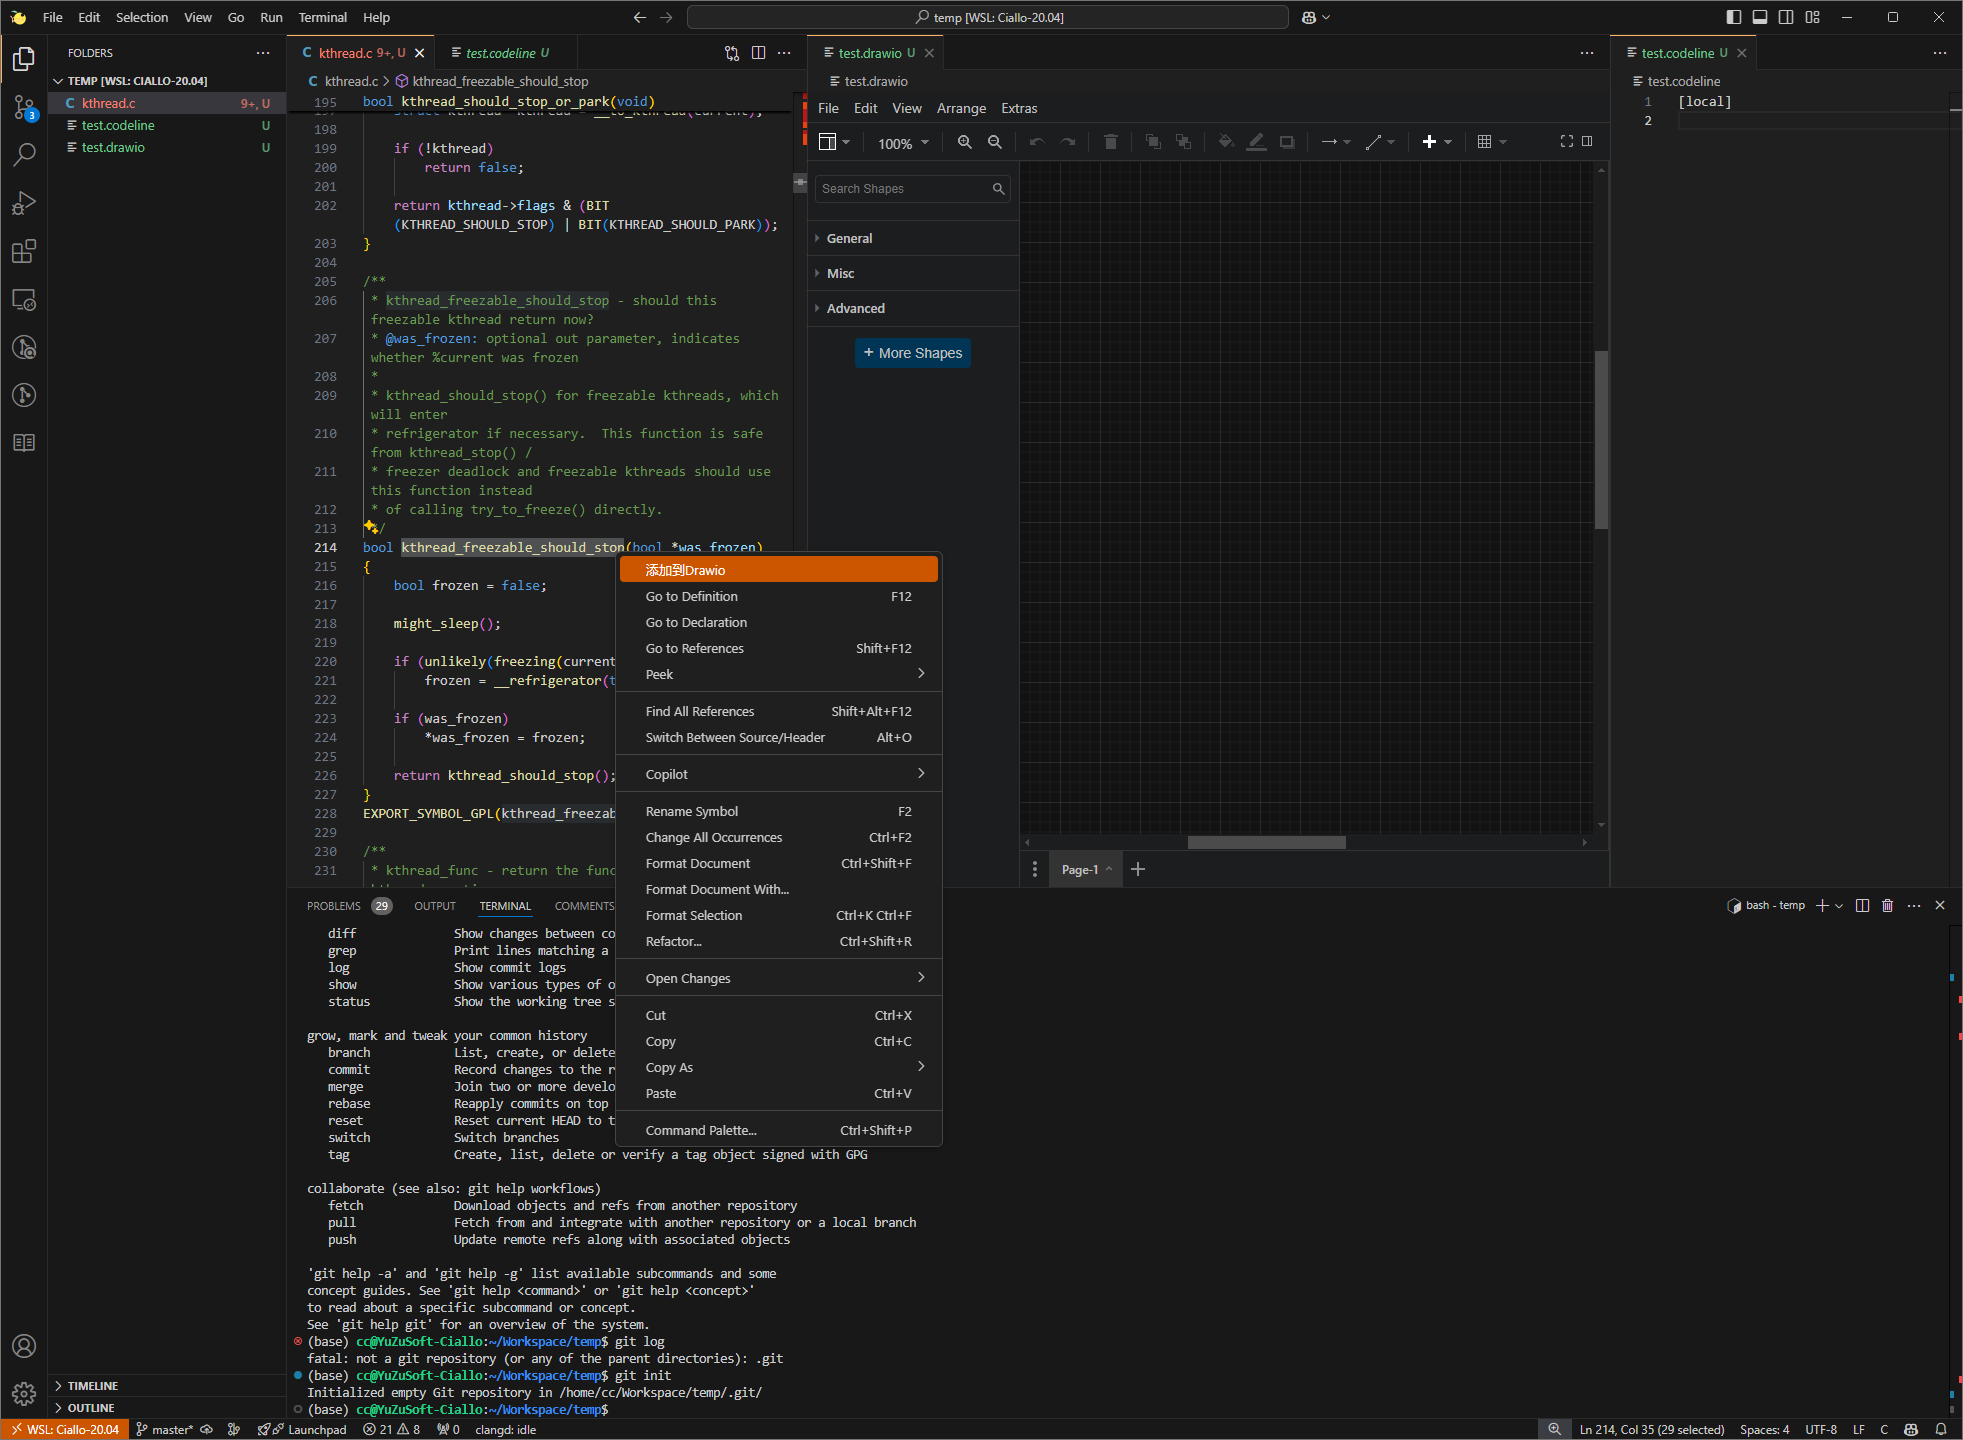 File Edit Selection View Go Run Terminal Help
temp [WSL: Ciallo-20.04]
FOLDERS
TEMP [WSL: CIALLO-20.04]
kthread.c 9+, U
test.codeline U
test.drawio U
TIMELINE
OUTLINE
3
kthread.c 9+, U
test.codeline U
kthread.c > kthread_freezable_should_stop
195 bool kthread_should_stop_or_park(void)
198
199 if (!kthread)
200 return false;
201
202 return kthread->flags & (BIT
(KTHREAD_SHOULD_STOP) | BIT(KTHREAD_SHOULD_PARK));
203 }
204
205 /**
206 * kthread_freezable_should_stop - should this
freezable kthread return now?
207 * @was_frozen: optional out parameter, indicates
whether %current was frozen
208 *
209 * kthread_should_stop() for freezable kthreads, which
will enter
210 * refrigerator if necessary.  This function is safe
from kthread_stop() /
211 * freezer deadlock and freezable kthreads should use
this function instead
212 * of calling try_to_freeze() directly.
213 */
214 bool kthread_freezable_should_stop(bool *was_frozen)
215 {
216 bool frozen = false;
217
218 might_sleep();
219
220 if (unlikely(freezing(current
221 frozen = __refrigerator(t
222
223 if (was_frozen)
224 *was_frozen = frozen;
225
226 return kthread_should_stop();
227 }
228 EXPORT_SYMBOL_GPL(kthread_freezab
229
230 /**
231 * kthread_func - return the func
添加到Drawio
Go to Definition F12
Go to Declaration
Go to References Shift+F12
Peek
Find All References Shift+Alt+F12
Switch Between Source/Header Alt+O
Copilot
Rename Symbol F2
Change All Occurrences Ctrl+F2
Format Document Ctrl+Shift+F
Format Document With...
Format Selection Ctrl+K Ctrl+F
Refactor... Ctrl+Shift+R
Open Changes
Cut Ctrl+X
Copy Ctrl+C
Copy As
Paste Ctrl+V
Command Palette... Ctrl+Shift+P
test.drawio U
test.drawio
File Edit View Arrange Extras
100%
Search Shapes
General
Misc
Advanced
+ More Shapes
Page-1
test.codeline U
test.codeline
1 [local]
2
PROBLEMS 29 OUTPUT TERMINAL COMMENTS
bash - temp
diff Show changes between co
grep Print lines matching a
log Show commit logs
show Show various types of o
status Show the working tree s
grow, mark and tweak your common history
branch List, create, or delete
commit Record changes to the r
merge Join two or more develo
rebase Reapply commits on top
reset Reset current HEAD to t
switch Switch branches
tag Create, list, delete or verify a tag object signed with GPG
collaborate (see also: git help workflows)
fetch Download objects and refs from another repository
pull Fetch from and integrate with another repository or a local branch
push Update remote refs along with associated objects
'git help -a' and 'git help -g' list available subcommands and some
concept guides. See 'git help <command>' or 'git help <concept>'
to read about a specific subcommand or concept.
See 'git help git' for an overview of the system.
(base) cc@YuZuSoft-Ciallo:~/Workspace/temp$ git log
fatal: not a git repository (or any of the parent directories): .git
(base) cc@YuZuSoft-Ciallo:~/Workspace/temp$ git init
Initialized empty Git repository in /home/cc/Workspace/temp/.git/
(base) cc@YuZuSoft-Ciallo:~/Workspace/temp$
WSL: Ciallo-20.04 master* Launchpad 21 8 0 clangd: idle
Ln 214, Col 35 (29 selected) Spaces: 4 UTF-8 LF C